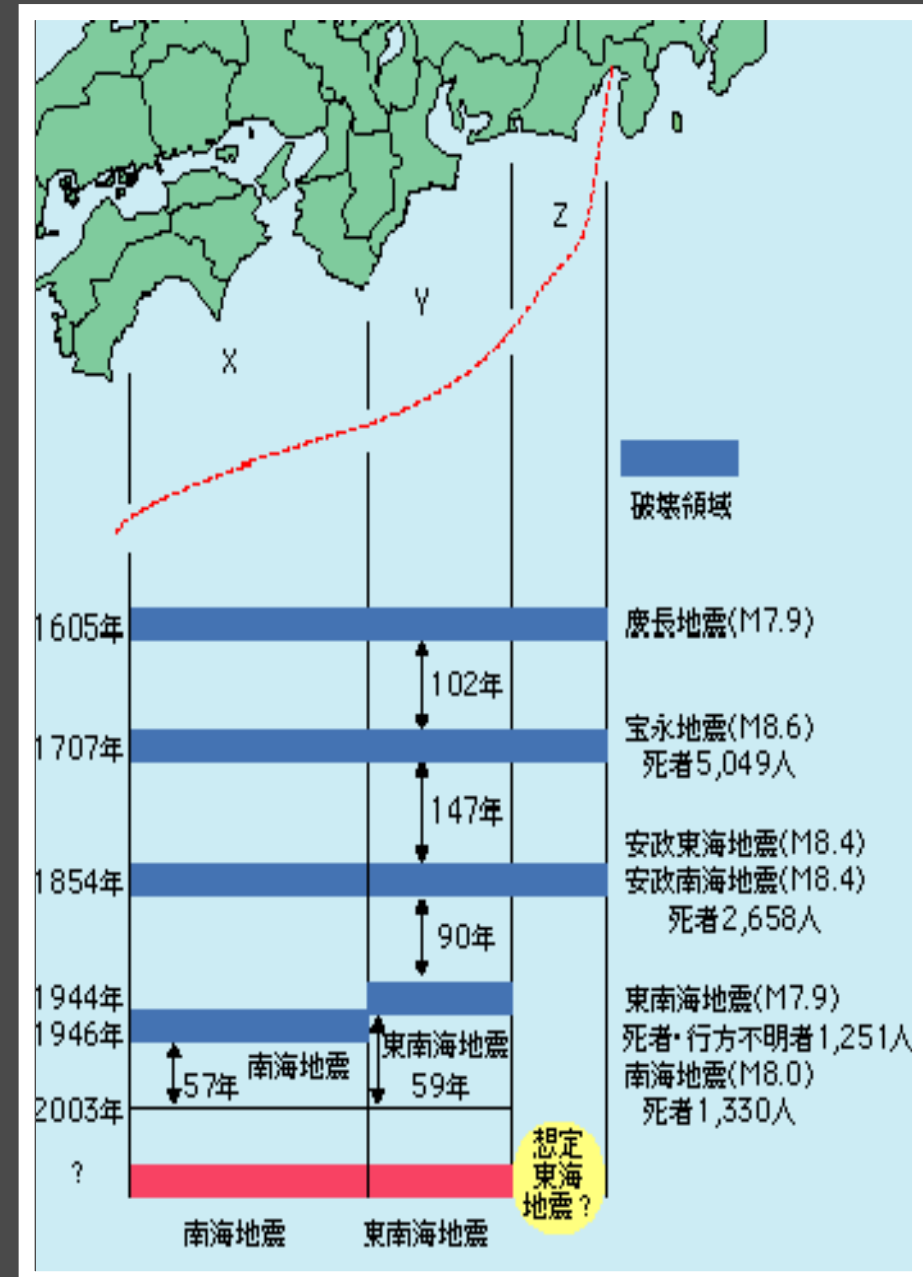 Z
Y
X
破壊領域
1605年
慶長地震(M7.9)
102年
1707年
宝永地震(M8.6)
死者5,049人
147年
1854年
安政東海地震(M8.4)
安政南海地震(M8.4)
死者2,658人
90年
1944年
東南海地震(M7.9)
1946年
死者・行方不明者1,251人
南海地震
東南海地震
南海地震(M8.0)
57年
59年
死者1,330人
2003年
?
想定
東海
地震?
南海地震
東南海地震